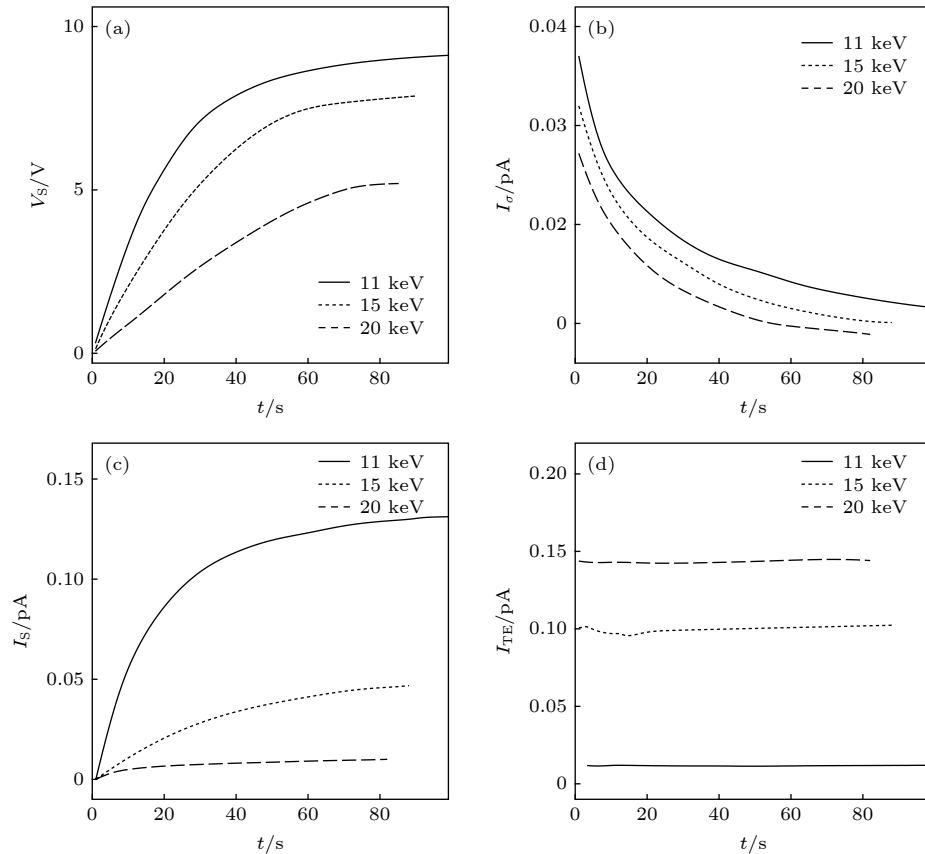 (a)
10
5
0
V_S/V
11 keV
15 keV
20 keV
0 20 40 60 80
t/s
(b)
0.04
0.03
0.02
0
I_σ/pA
11 keV
15 keV
20 keV
0 20 40 60 80
t/s
(c)
0.15
0.10
0.05
0
I_S/pA
11 keV
15 keV
20 keV
0 20 40 60 80
t/s
(d)
0.20
0.15
0.10
0.05
0
I_TE/pA
11 keV
15 keV
20 keV
0 20 40 60 80
t/s